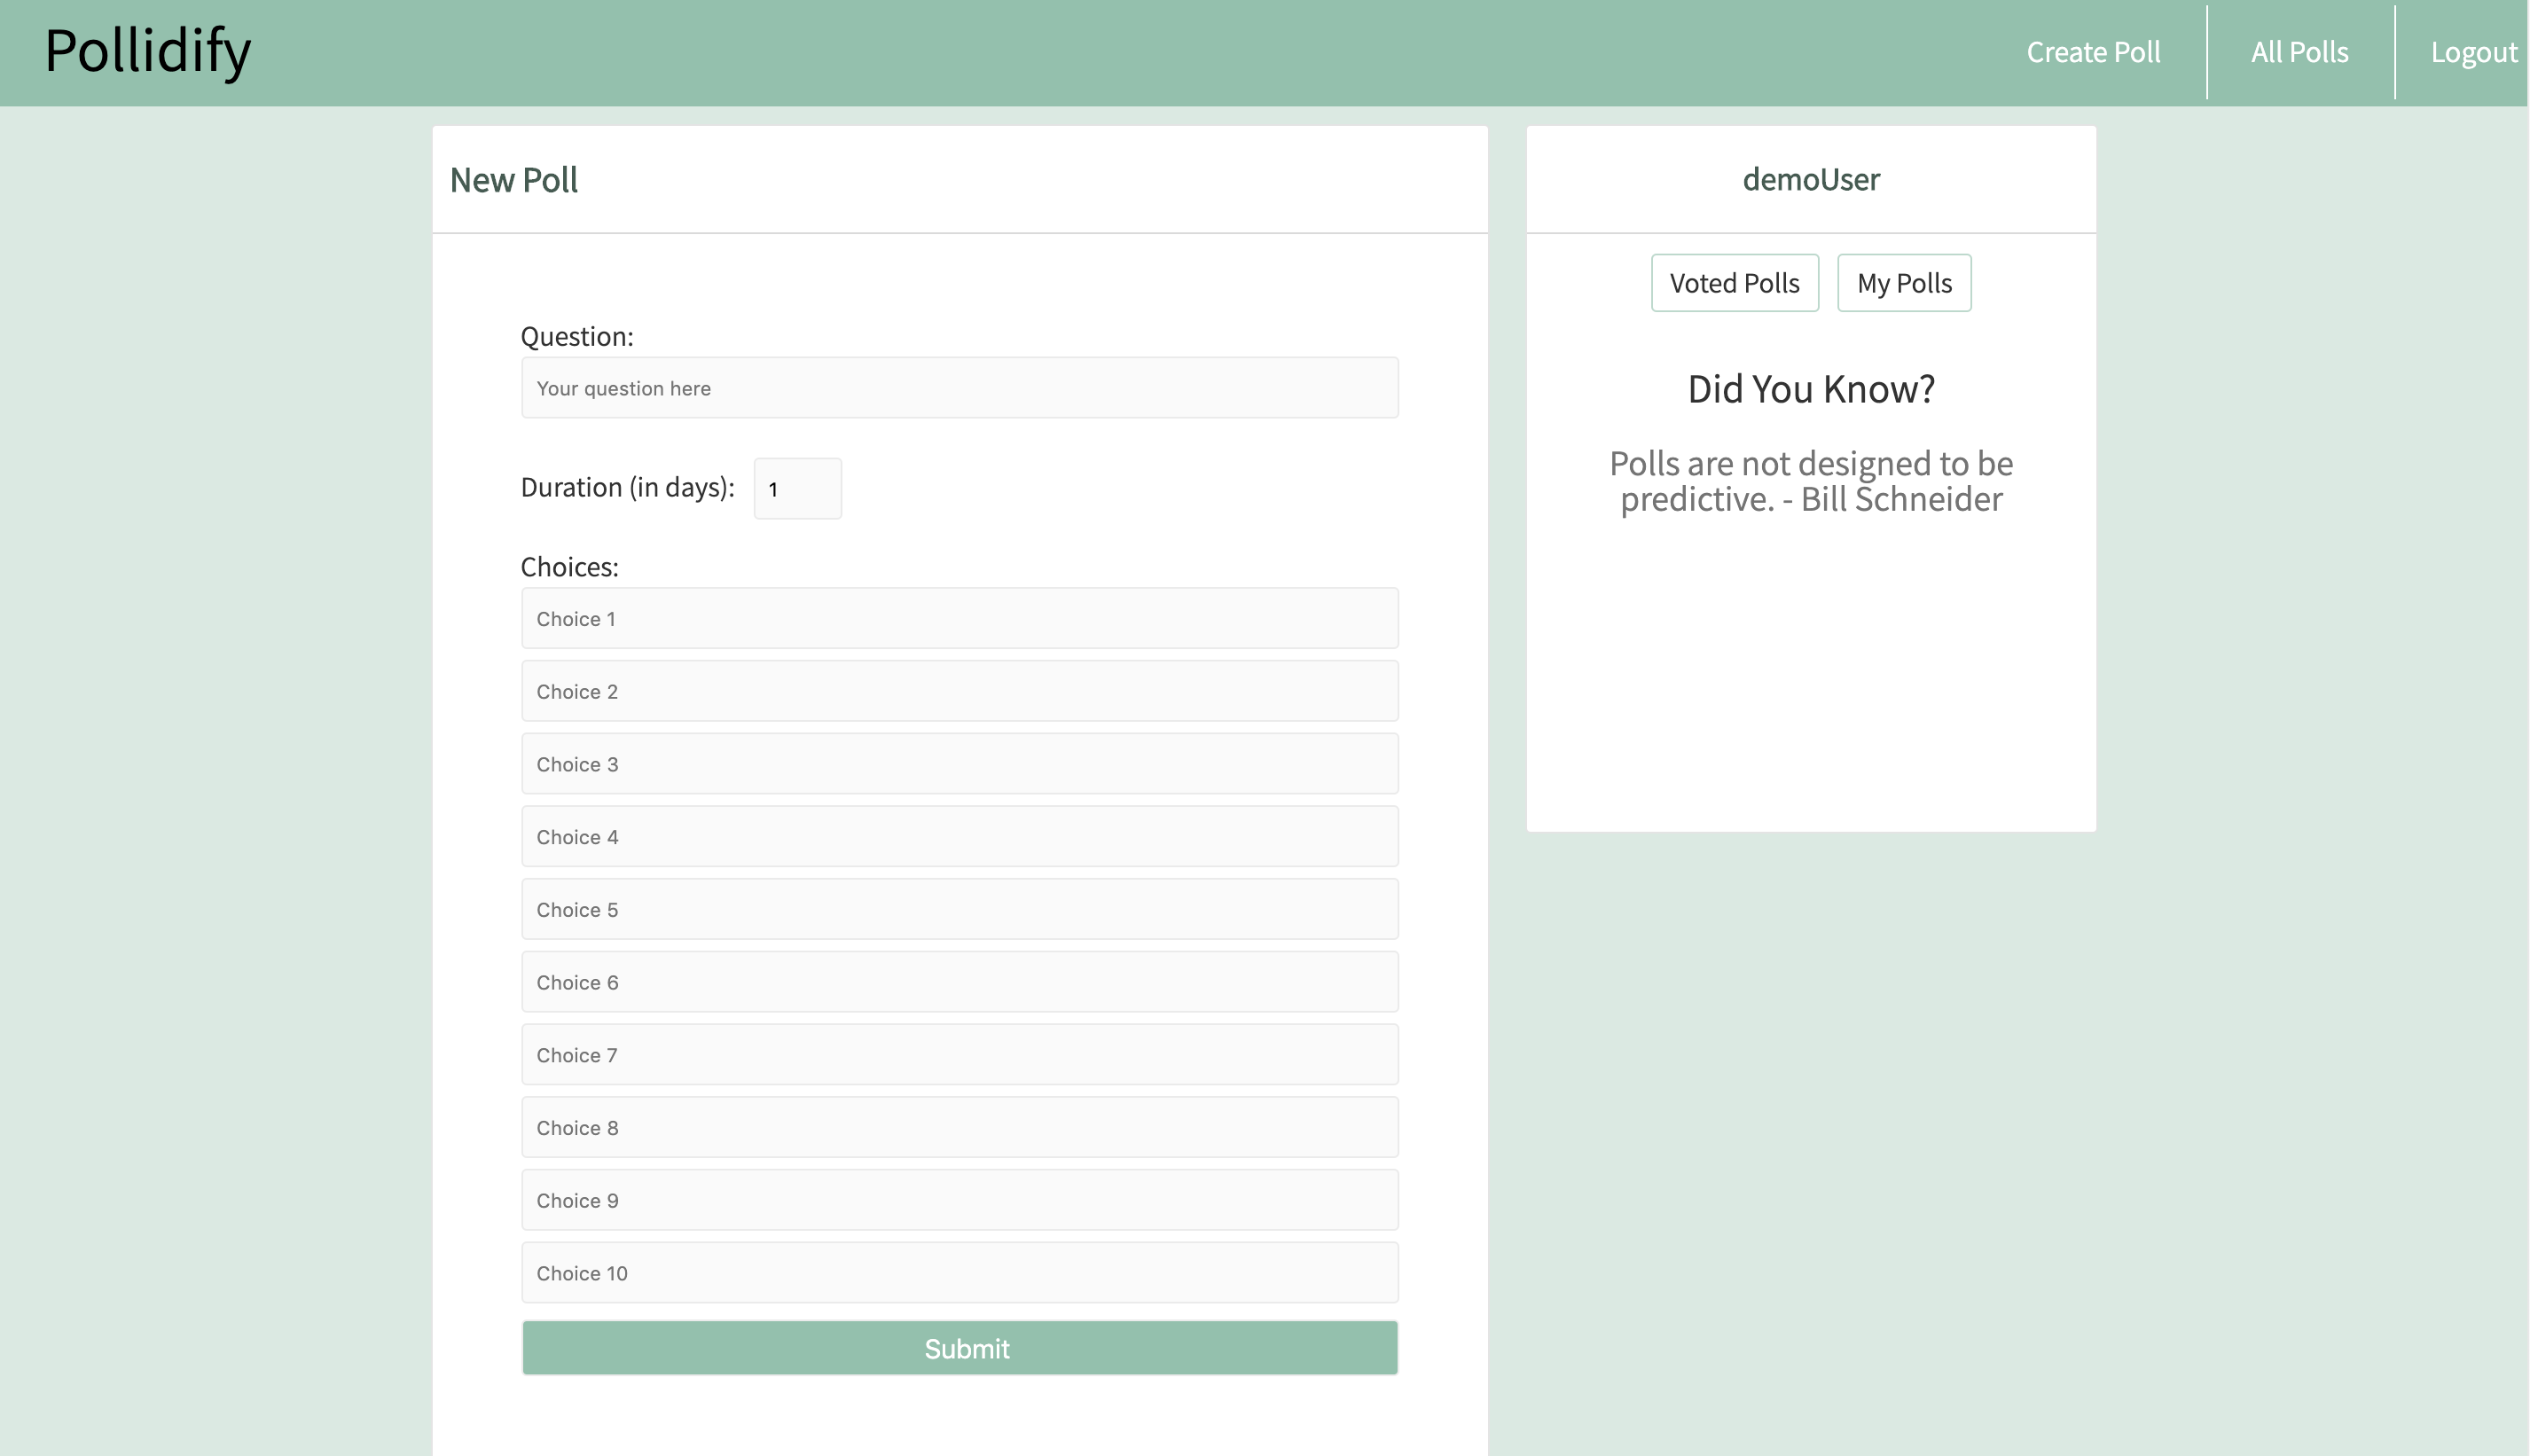 Pollidify
Create Poll
All Polls
Logout
New Poll
Question:
Your question here
Duration (in days):
1
Choices:
Choice 1
Choice 2
Choice 3
Choice 4
Choice 5
Choice 6
Choice 7
Choice 8
Choice 9
Choice 10
Submit
demoUser
Voted Polls
My Polls
Did You Know?
Polls are not designed to be
predictive. - Bill Schneider